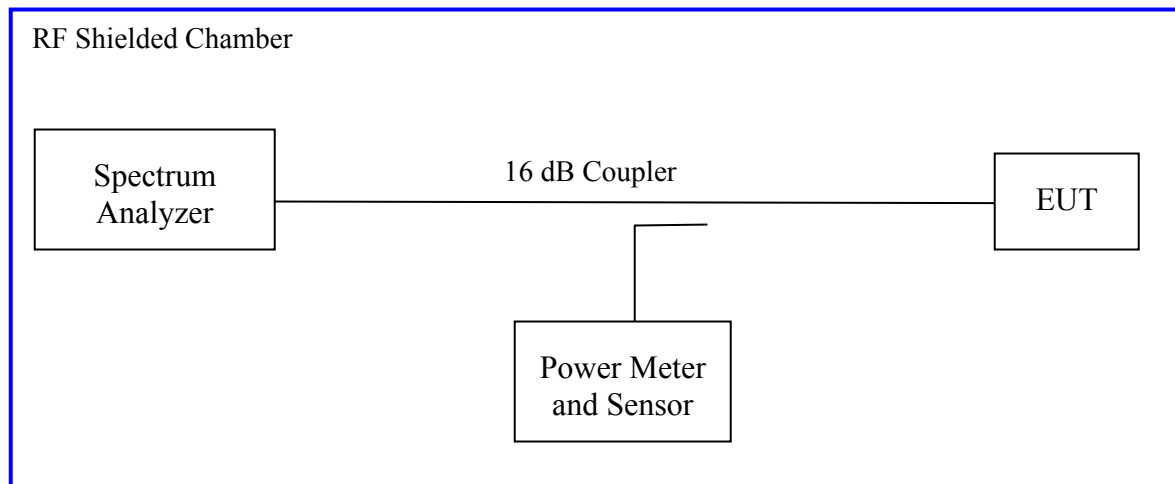 RF Shielded Chamber
Spectrum
Analyzer
16 dB Coupler
EUT
Power Meter
and Sensor